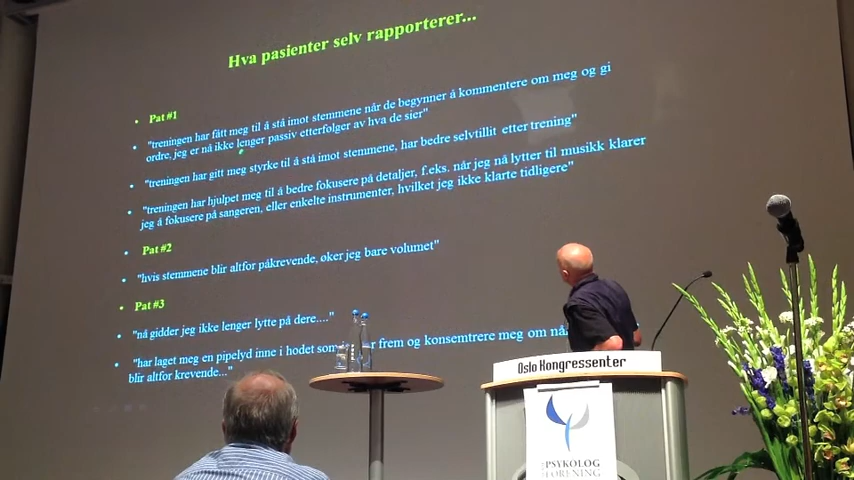 Hva pasienter selv rapporterer...
Pat #1
"treningen har fått meg til å stå imot stemmene når de begynner å kommentere om meg og gi
ordre, jeg er nå ikke lenger passiv etterfølger av hva de sier"
"treningen har gitt meg styrke til å stå imot stemmene, har bedre selvtillit etter trening"
"treningen har hjulpet meg til å bedre fokusere på detaljer, f.eks. når jeg nå lytter til musikk klarer
jeg å fokusere på sangeren, eller enkelte instrumenter, hvilket jeg ikke klarte tidligere"
Pat #2
"hvis stemmene blir altfor påkrevende, øker jeg bare volumet"
Pat #3
"nå gidder jeg ikke lenger lytte på dere...."
"har laget meg en pipelyd inne i hodet som frem og konsemtrere meg om
blir altfor krevende..."
Oslo Kongressenter
PSYKOLOG
FORENING